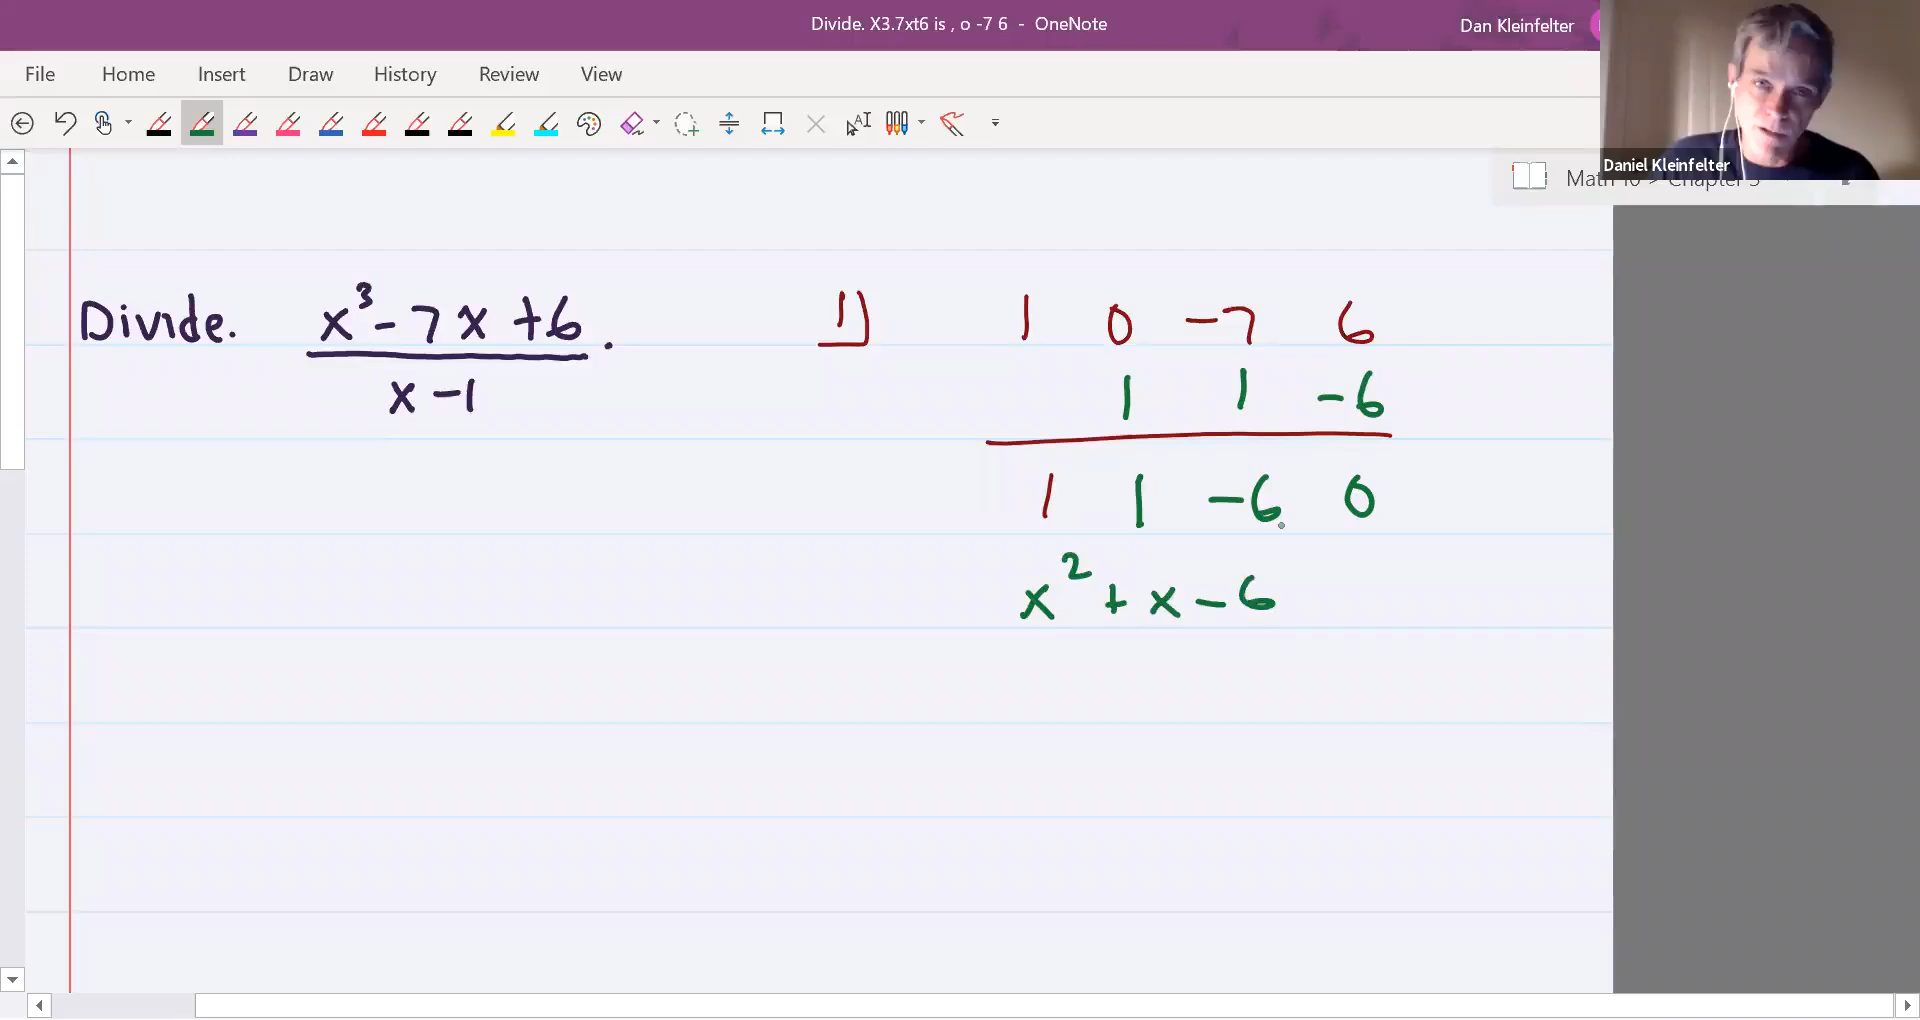 Divide. X3.7xt6 is , o -7 6 - OneNote
Dan Kleinfelter
File Home Insert Draw History Review View
Daniel Kleinfelter
Divide. x³ - 7x + 6 / x - 1 .
1) 1 0 -7 6
1 1 -6
1 1 -6 0
x² + x - 6